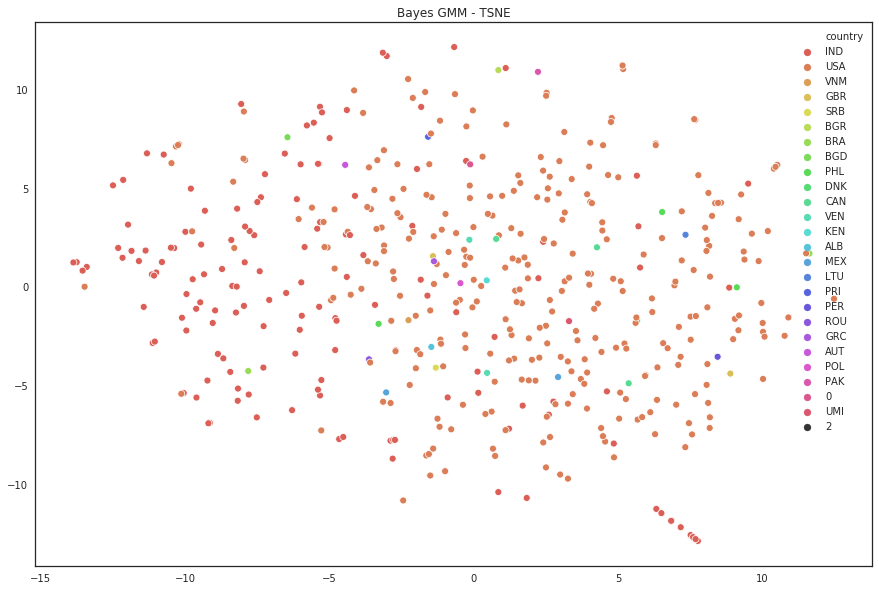 Bayes GMM - TSNE
country
IND
USA
VNM
GBR
SRB
BGR
BRA
BGD
PHL
DNK
CAN
VEN
KEN
ALB
MEX
LTU
PRI
PER
ROU
GRC
AUT
POL
PAK
0
UMI
2
10
5
0
−5
−10
−15
−10
−5
0
5
10